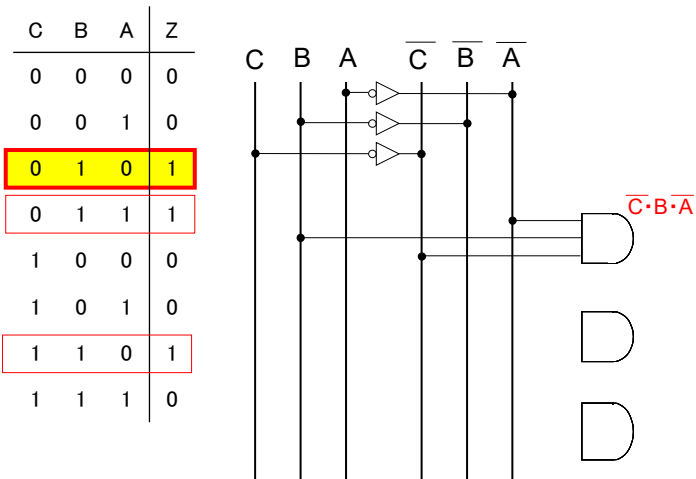 C B A Z
0 0 0 0
0 0 1 0
0 1 0 1
0 1 1 1
1 0 0 0
1 0 1 0
1 1 0 1
1 1 1 0
C B A C̅ B̅ A̅
C̅·B·A̅